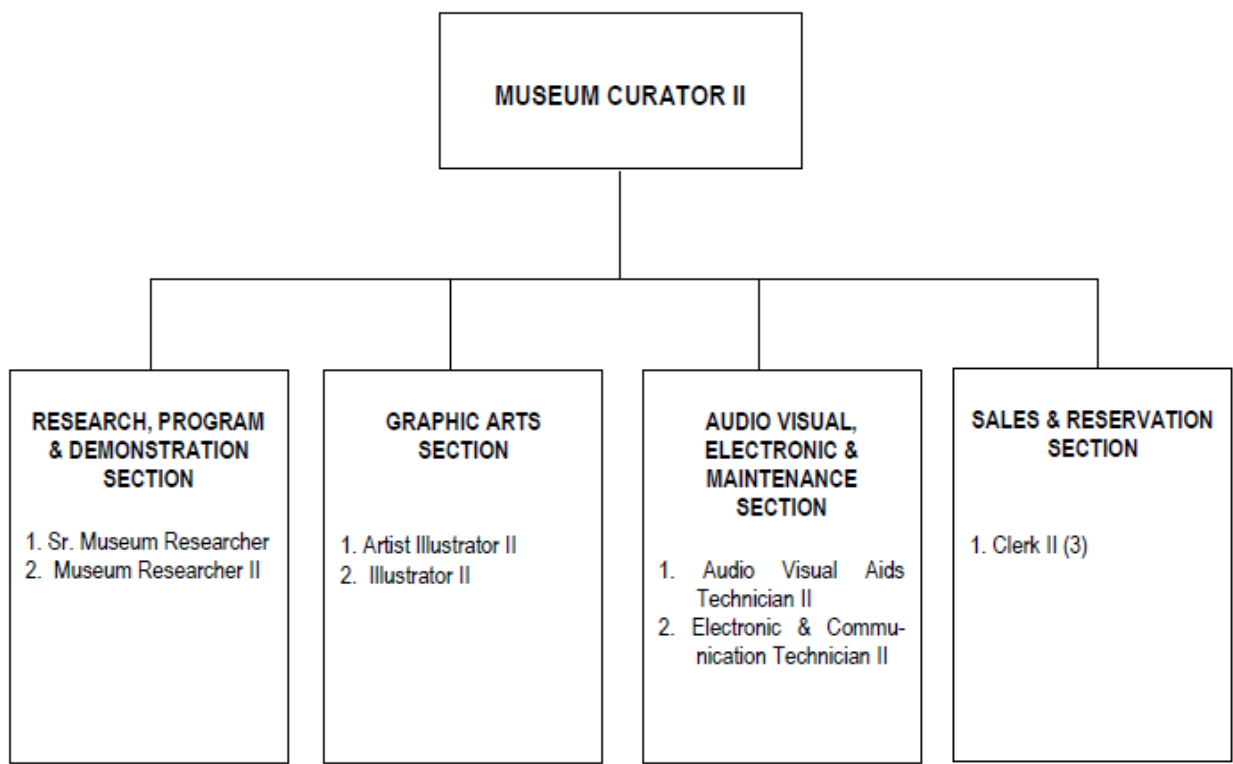 MUSEUM CURATOR II
RESEARCH, PROGRAM
& DEMONSTRATION
SECTION
1. Sr. Museum Researcher
2. Museum Researcher II
GRAPHIC ARTS
SECTION
1. Artist Illustrator II
2. Illustrator II
AUDIO VISUAL,
ELECTRONIC &
MAINTENANCE
SECTION
1. Audio Visual Aids
Technician II
2. Electronic & Commu-
nication Technician II
SALES & RESERVATION
SECTION
1. Clerk II (3)